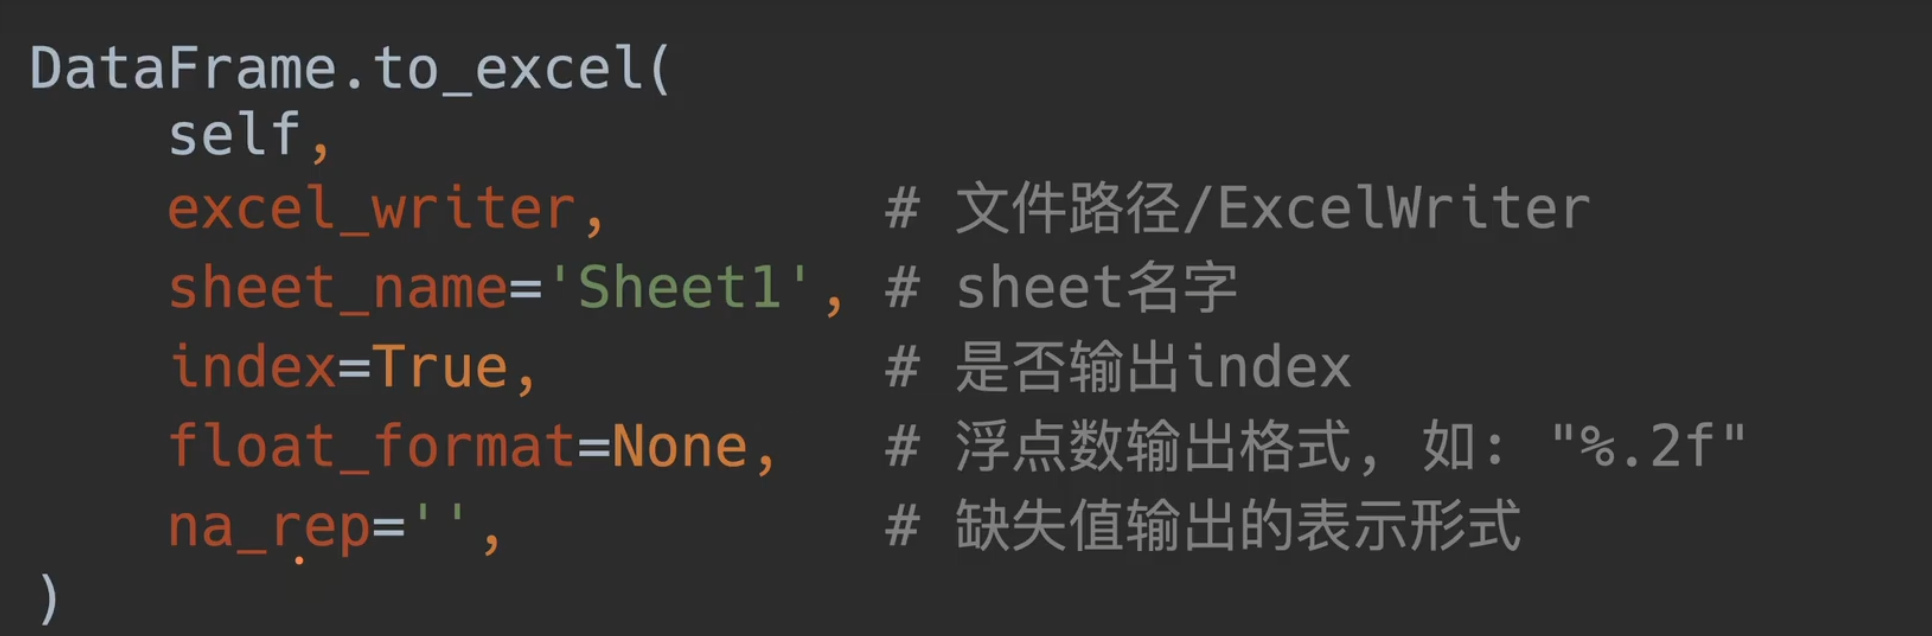 DataFrame.to_excel(
self,
excel_writer, # 文件路径/ExcelWriter
sheet_name='Sheet1', # sheet名字
index=True, # 是否输出index
float_format=None, # 浮点数输出格式, 如: "%.2f"
na_rep='', # 缺失值输出的表示形式
)